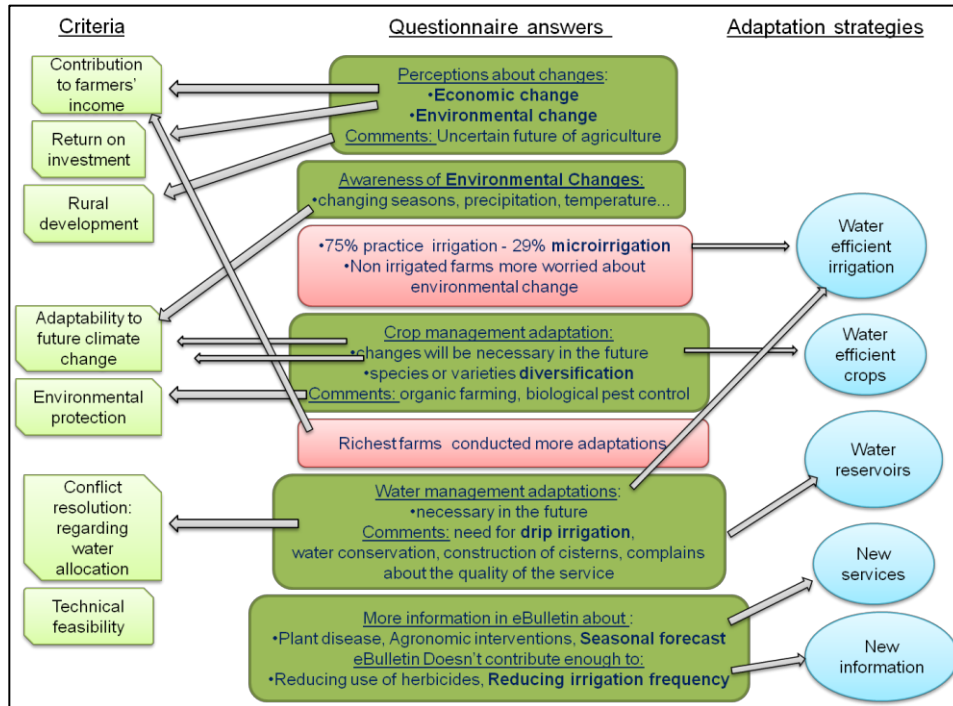 Criteria
Questionnaire answers
Adaptation strategies
Contribution
to farmers'
income
Return on
investment
Rural
development
Adaptability to
future climate
change
Environmental
protection
Conflict
resolution:
regarding
water
allocation
Technical
feasibility
Perceptions about changes:
•Economic change
•Environmental change
Comments: Uncertain future of agriculture
Awareness of Environmental Changes:
•changing seasons, precipitation, temperature...
•75% practice irrigation - 29% microirrigation
•Non irrigated farms more worried about
environmental change
Crop management adaptation:
•changes will be necessary in the future
•species or varieties diversification
Comments: organic farming, biological pest control
Richest farms conducted more adaptations
Water management adaptations:
•necessary in the future
Comments: need for drip irrigation,
water conservation, construction of cisterns, complains
about the quality of the service
More information in eBulletin about :
•Plant disease, Agronomic interventions, Seasonal forecast
eBulletin Doesn't contribute enough to:
•Reducing use of herbicides, Reducing irrigation frequency
Water
efficient
irrigation
Water
efficient
crops
Water
reservoirs
New
services
New
information